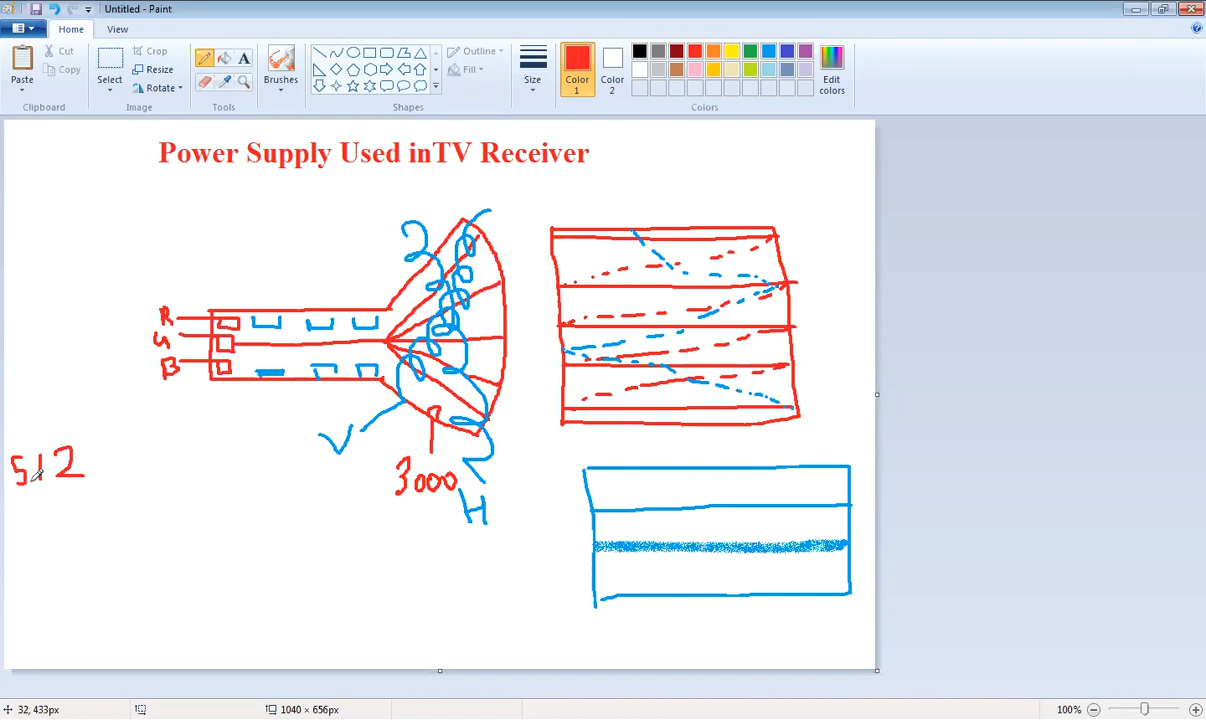 Untitled - Paint
Home
View
Paste
Cut
Copy
Clipboard
Select
Crop
Resize
Rotate
Image
A
Tools
Brushes
Shapes
Outline
Fill
Size
Color
1
Color
2
Edit
colors
Colors
Power Supply Used inTV Receiver
2
R
G
B
V
512
3000
H
32, 433px
1040 × 656px
100%